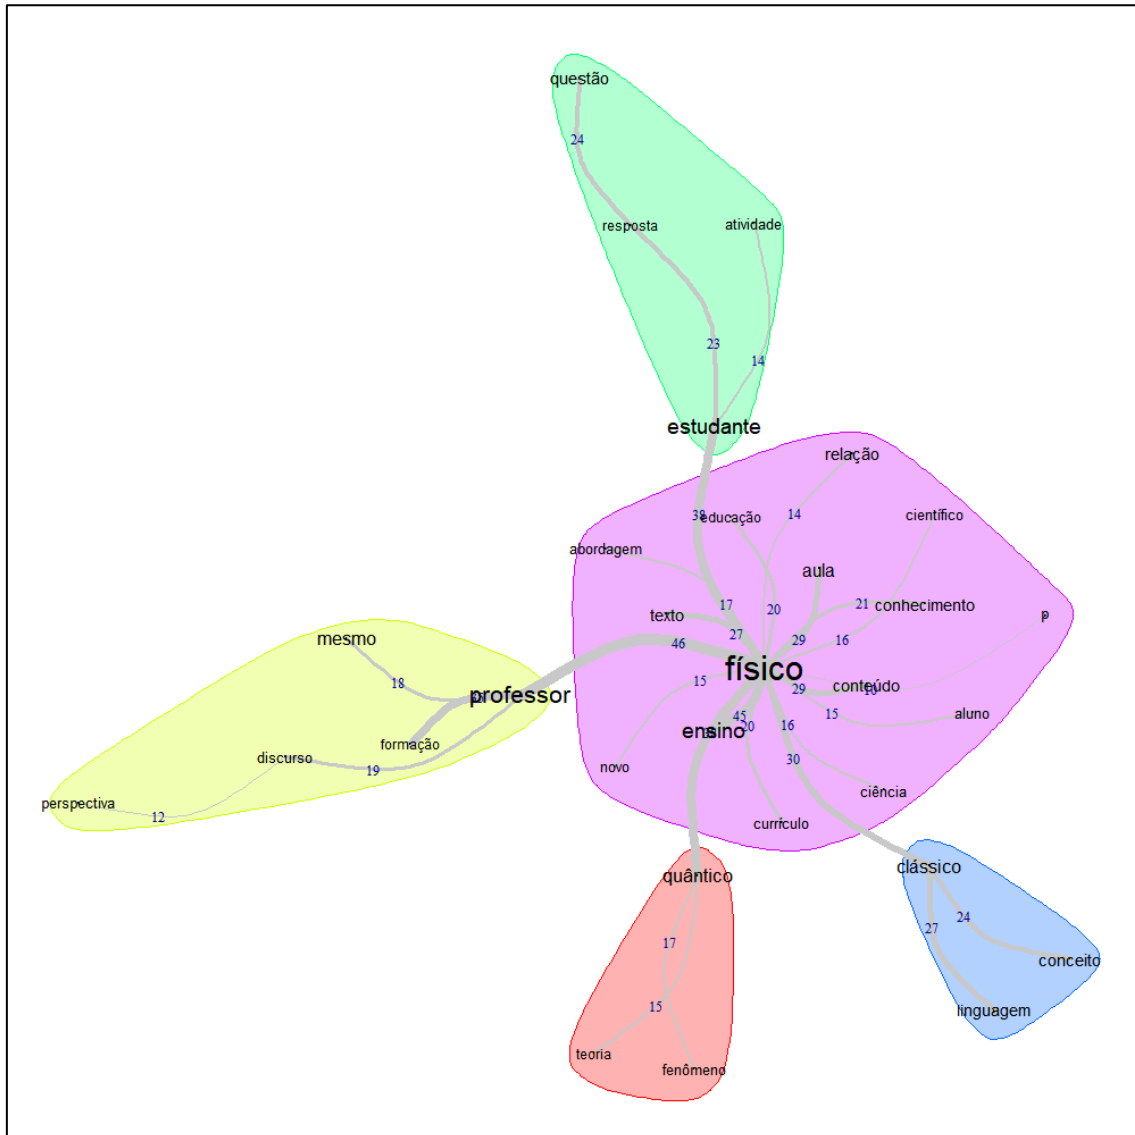 questão
24
resposta
atividade
23
14
estudante
relação
38
educação
14
científico
abordagem
aula
17
20
21
conhecimento
texto
27
29
16
p
mesmo
46
físico
18
professor
15
29
conteúdo
10
formação
45
ensino
20
16
15
aluno
discurso
19
novo
30
ciência
perspectiva
12
currículo
quântico
clássico
17
27
24
conceito
15
linguagem
teoria
fenômeno